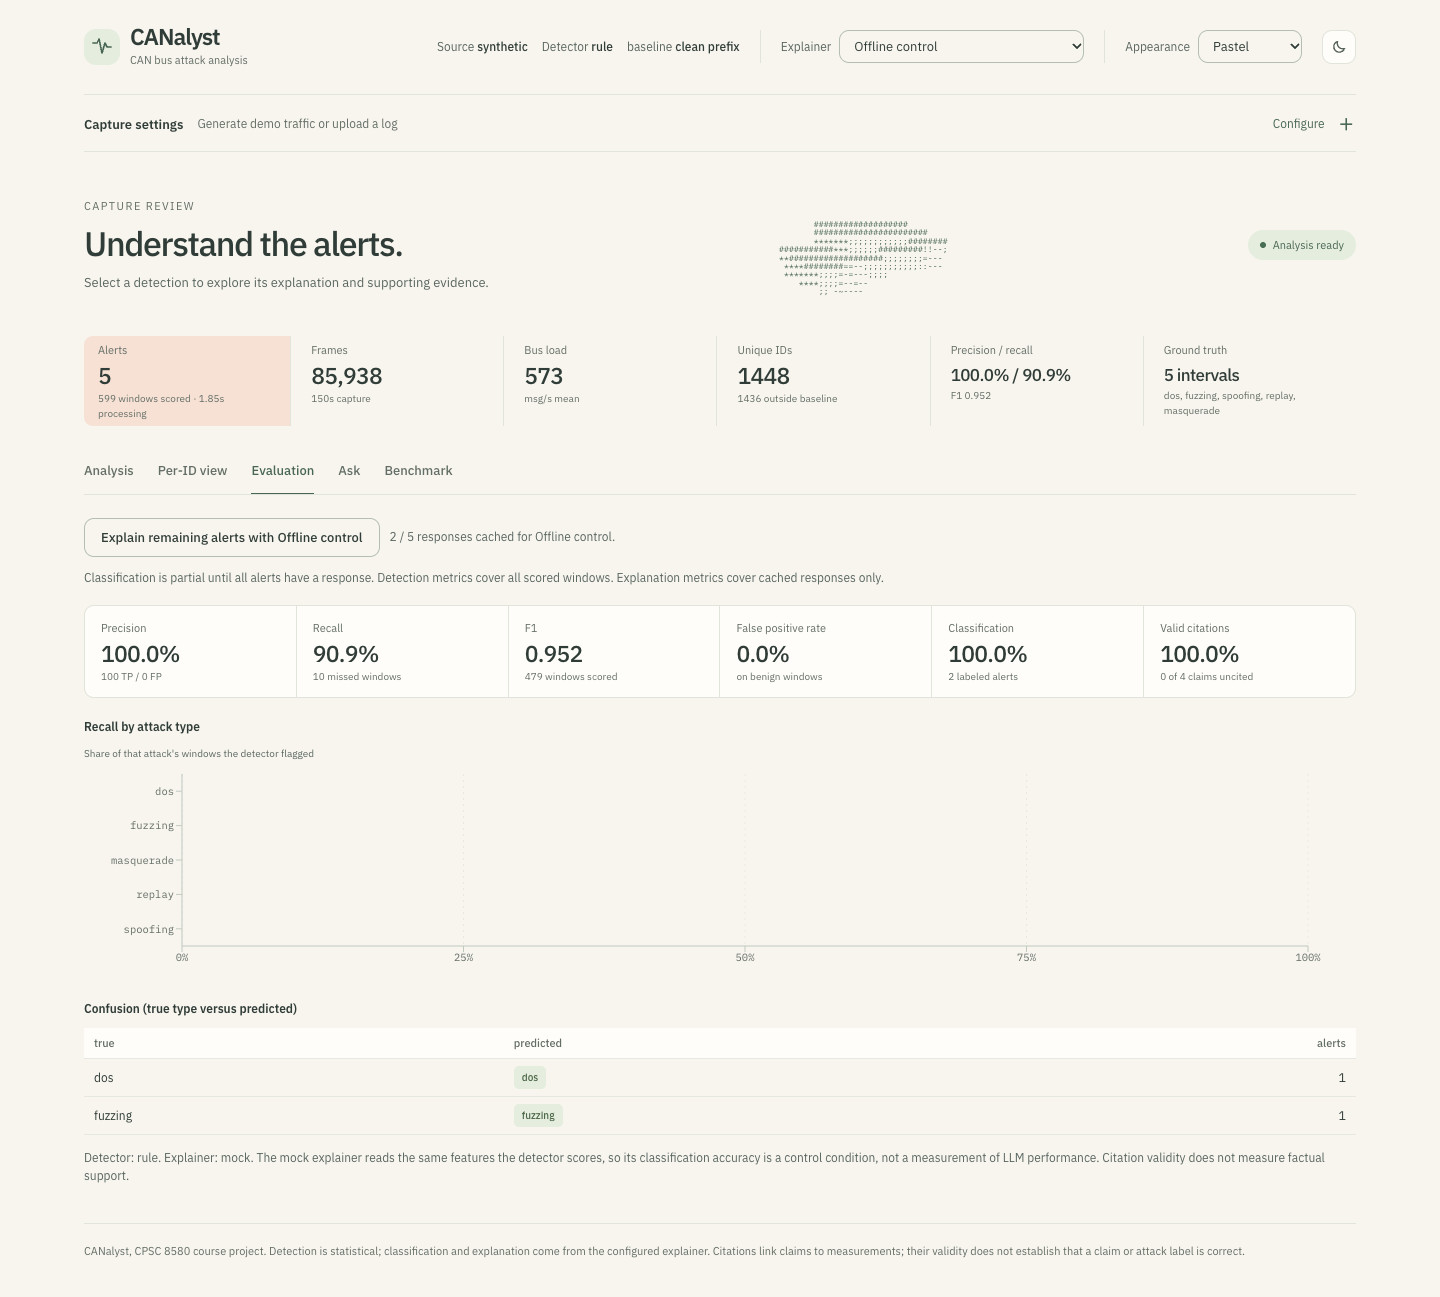 CANalyst
CAN bus attack analysis
Source synthetic Detector rule baseline clean prefix
Explainer Offline control
Appearance Pastel
Capture settings Generate demo traffic or upload a log
Configure
CAPTURE REVIEW
Understand the alerts.
Select a detection to explore its explanation and supporting evidence.
Analysis ready
Alerts
5
599 windows scored · 1.85s
processing
Frames
85,938
150s capture
Bus load
573
msg/s mean
Unique IDs
1448
1436 outside baseline
Precision / recall
100.0% / 90.9%
F1 0.952
Ground truth
5 intervals
dos, fuzzing, spoofing, replay,
masquerade
Analysis Per-ID view Evaluation Ask Benchmark
Explain remaining alerts with Offline control 2 / 5 responses cached for Offline control.
Classification is partial until all alerts have a response. Detection metrics cover all scored windows. Explanation metrics cover cached responses only.
Precision
100.0%
100 TP / 0 FP
Recall
90.9%
10 missed windows
F1
0.952
479 windows scored
False positive rate
0.0%
on benign windows
Classification
100.0%
2 labeled alerts
Valid citations
100.0%
0 of 4 claims uncited
Recall by attack type
Share of that attack's windows the detector flagged
dos
fuzzing
masquerade
replay
spoofing
0% 25% 50% 75% 100%
Confusion (true type versus predicted)
true predicted alerts
dos dos 1
fuzzing fuzzing 1
Detector: rule. Explainer: mock. The mock explainer reads the same features the detector scores, so its classification accuracy is a control condition, not a measurement of LLM performance. Citation validity does not measure factual
support.
CANalyst, CPSC 8580 course project. Detection is statistical; classification and explanation come from the configured explainer. Citations link claims to measurements; their validity does not establish that a claim or attack label is correct.